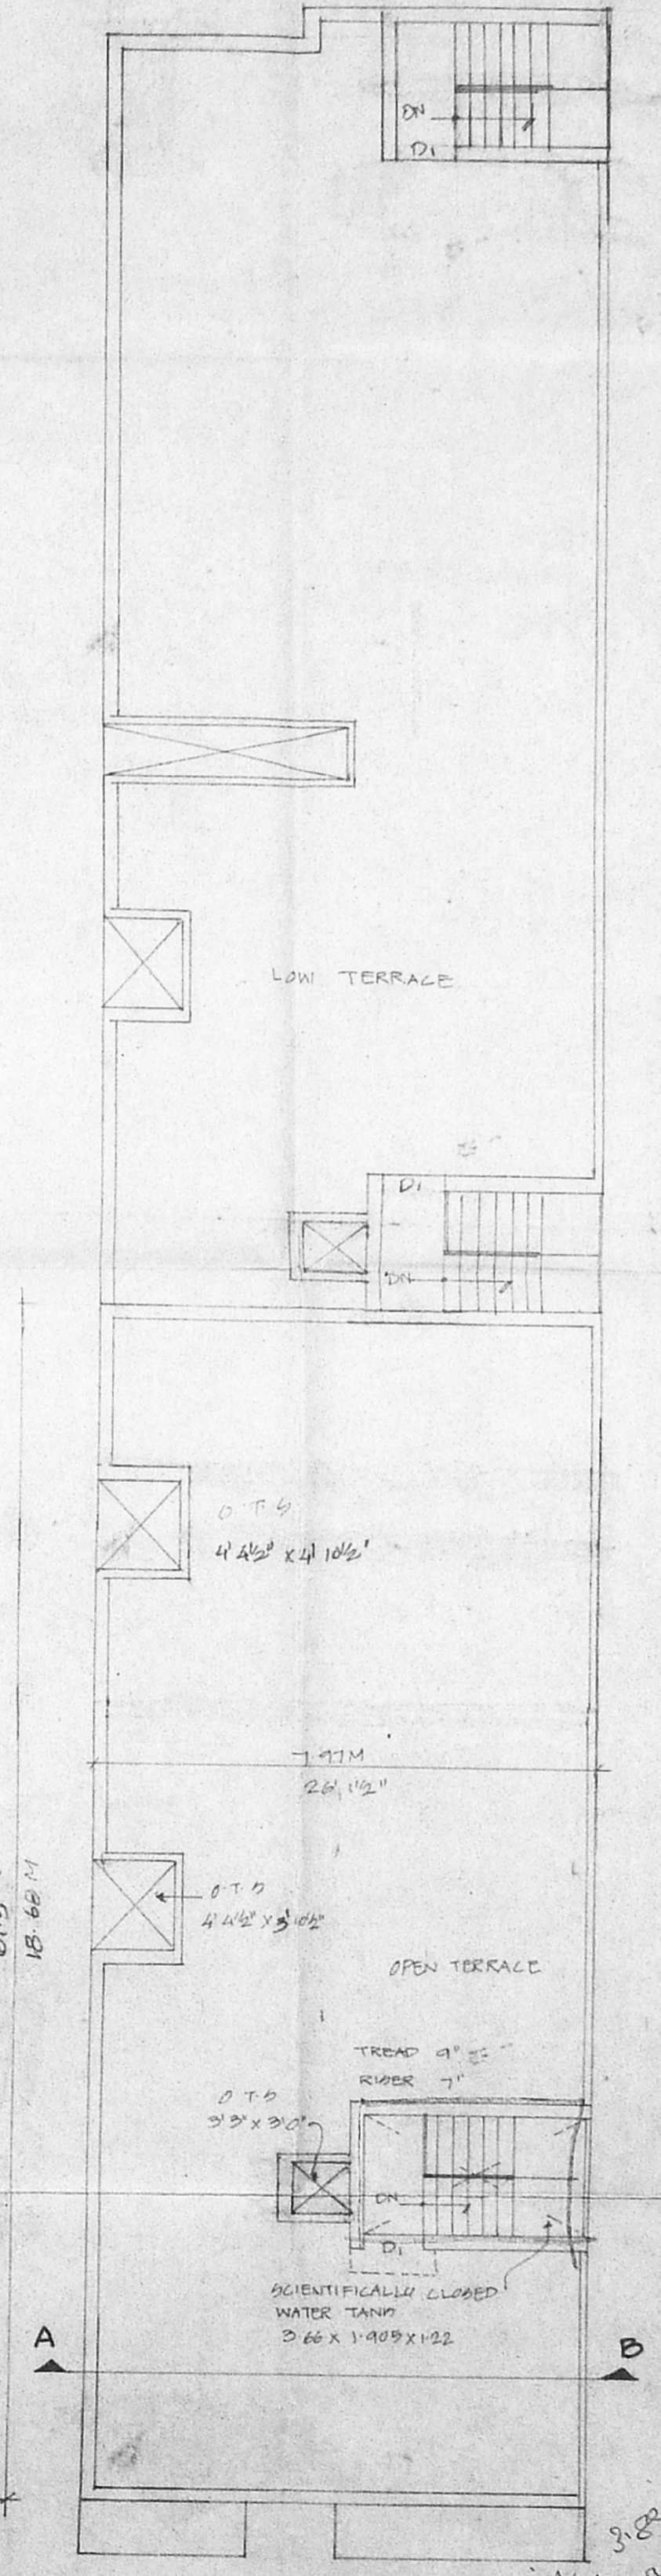 DN
D1
LOW TERRACE
D1
DN
O.T.S
4' 4½" x 4' 10½"
7.97M
26' 1½"
18.68 M
O.T.S
4' 4½" x 3' 10½"
OPEN TERRACE
TREAD 9"
RISER 7"
O.T.S
3'3" x 3'0"
DN
D1
SCIENTIFICALLY CLOSED
WATER TANK
3.66 x 1.905 x 1.22
A
B